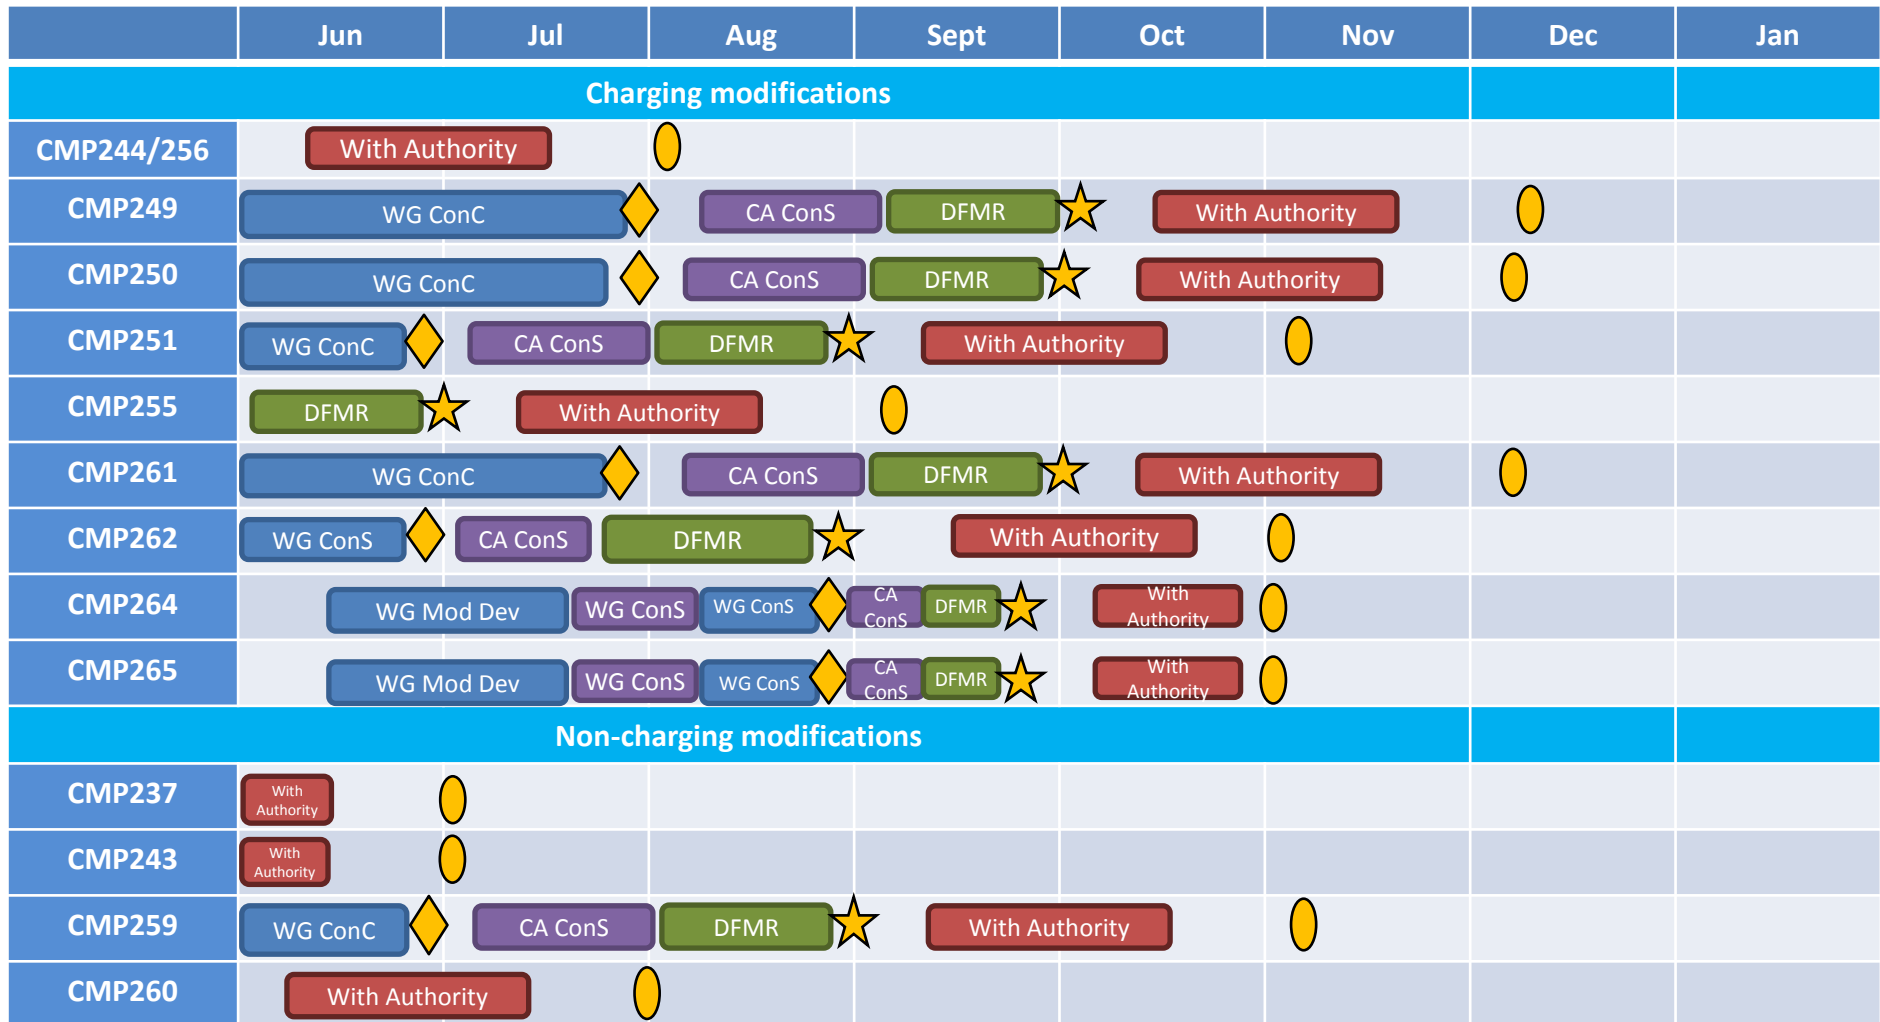 Jun Jul Aug Sept Oct Nov Dec Jan
Charging modifications
CMP244/256 With Authority
CMP249 WG ConC CA ConS DFMR With Authority
CMP250 WG ConC CA ConS DFMR With Authority
CMP251 WG ConC CA ConS DFMR With Authority
CMP255 DFMR With Authority
CMP261 WG ConC CA ConS DFMR With Authority
CMP262 WG ConS CA ConS DFMR With Authority
CMP264 WG Mod Dev WG ConS WG ConS CA ConS DFMR With Authority
CMP265 WG Mod Dev WG ConS WG ConS CA ConS DFMR With Authority
Non-charging modifications
CMP237 With Authority
CMP243 With Authority
CMP259 WG ConC CA ConS DFMR With Authority
CMP260 With Authority